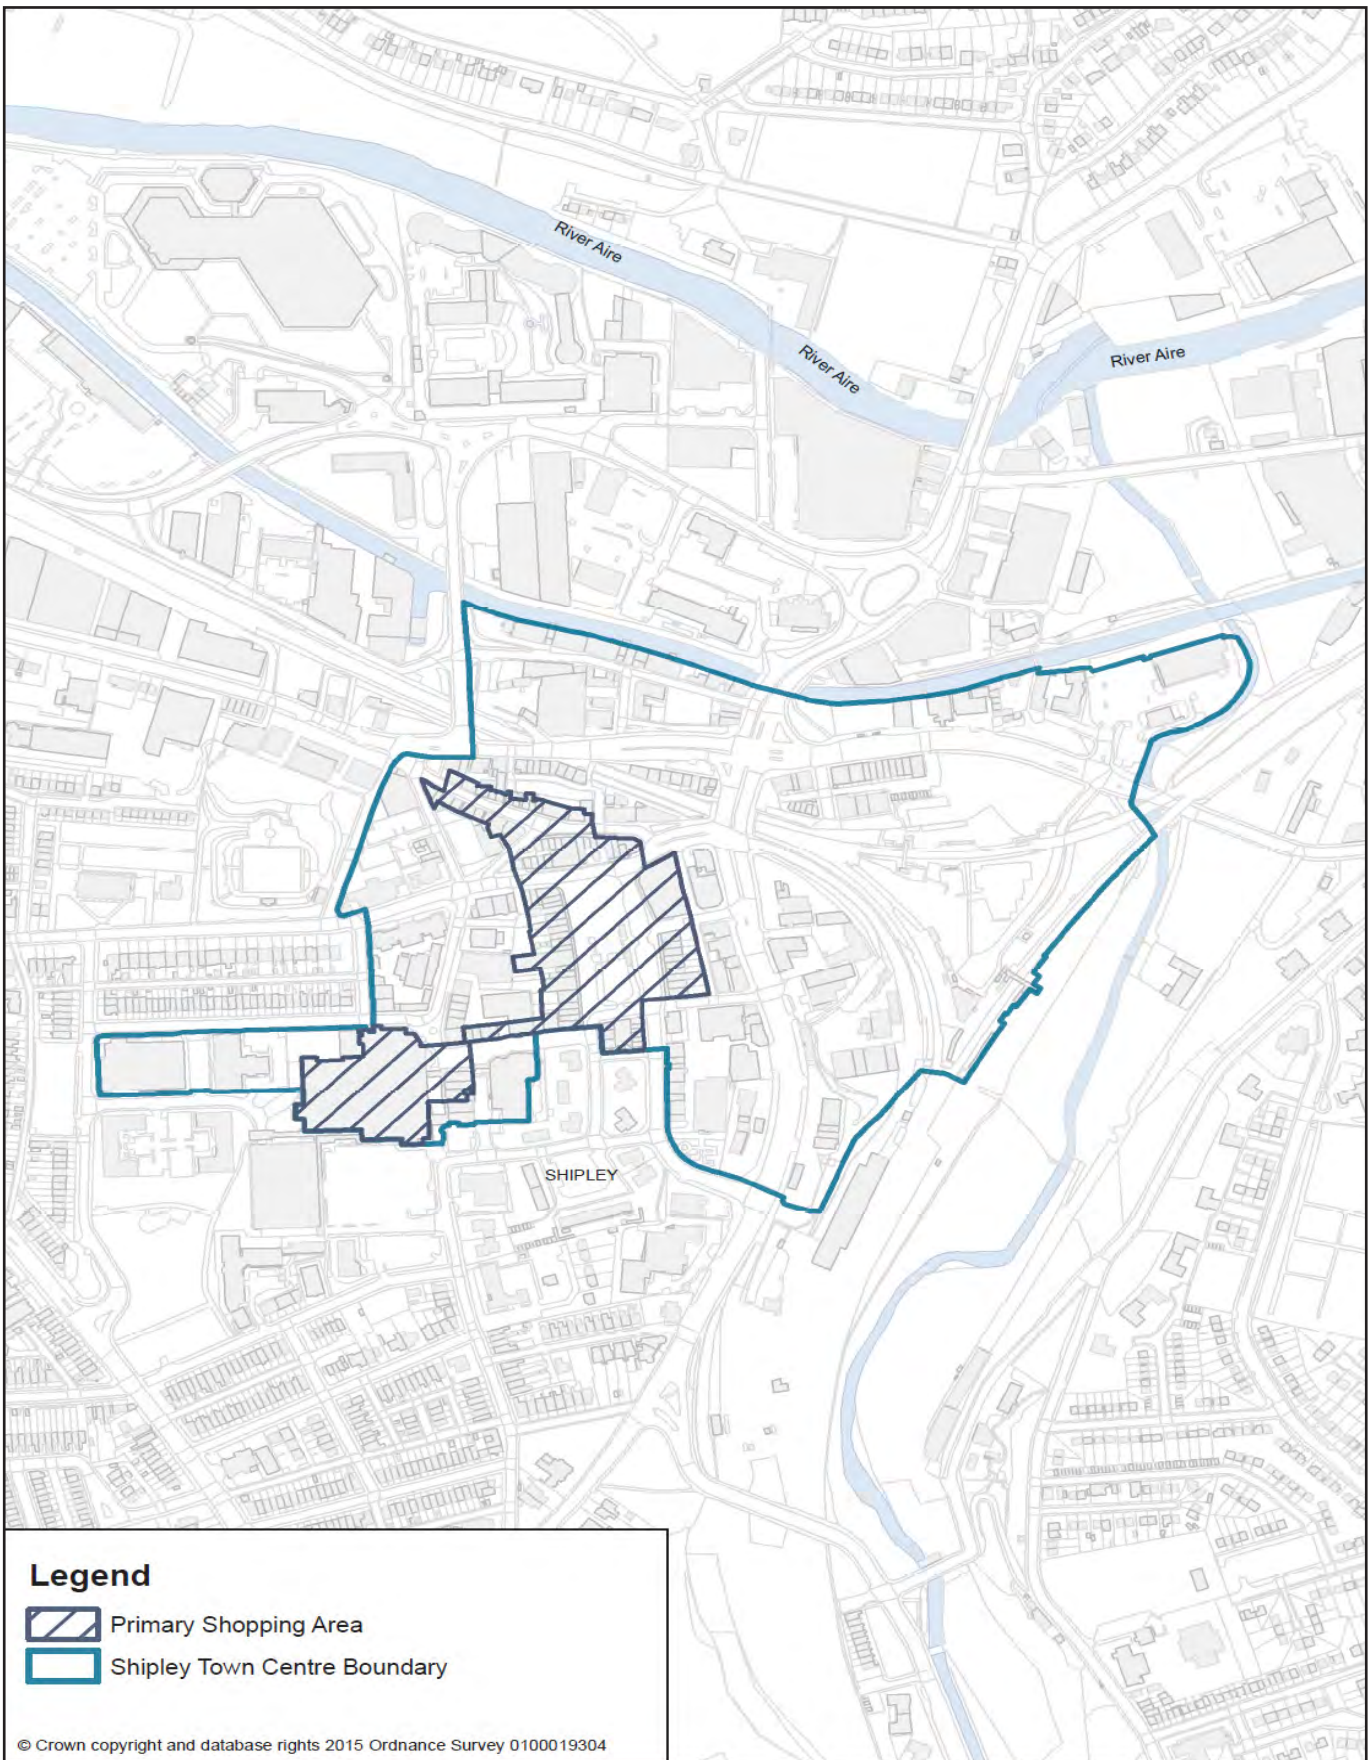 River Aire
River Aire
River Aire
SHIPLEY
Legend
Primary Shopping Area
Shipley Town Centre Boundary
© Crown copyright and database rights 2015 Ordnance Survey 0100019304